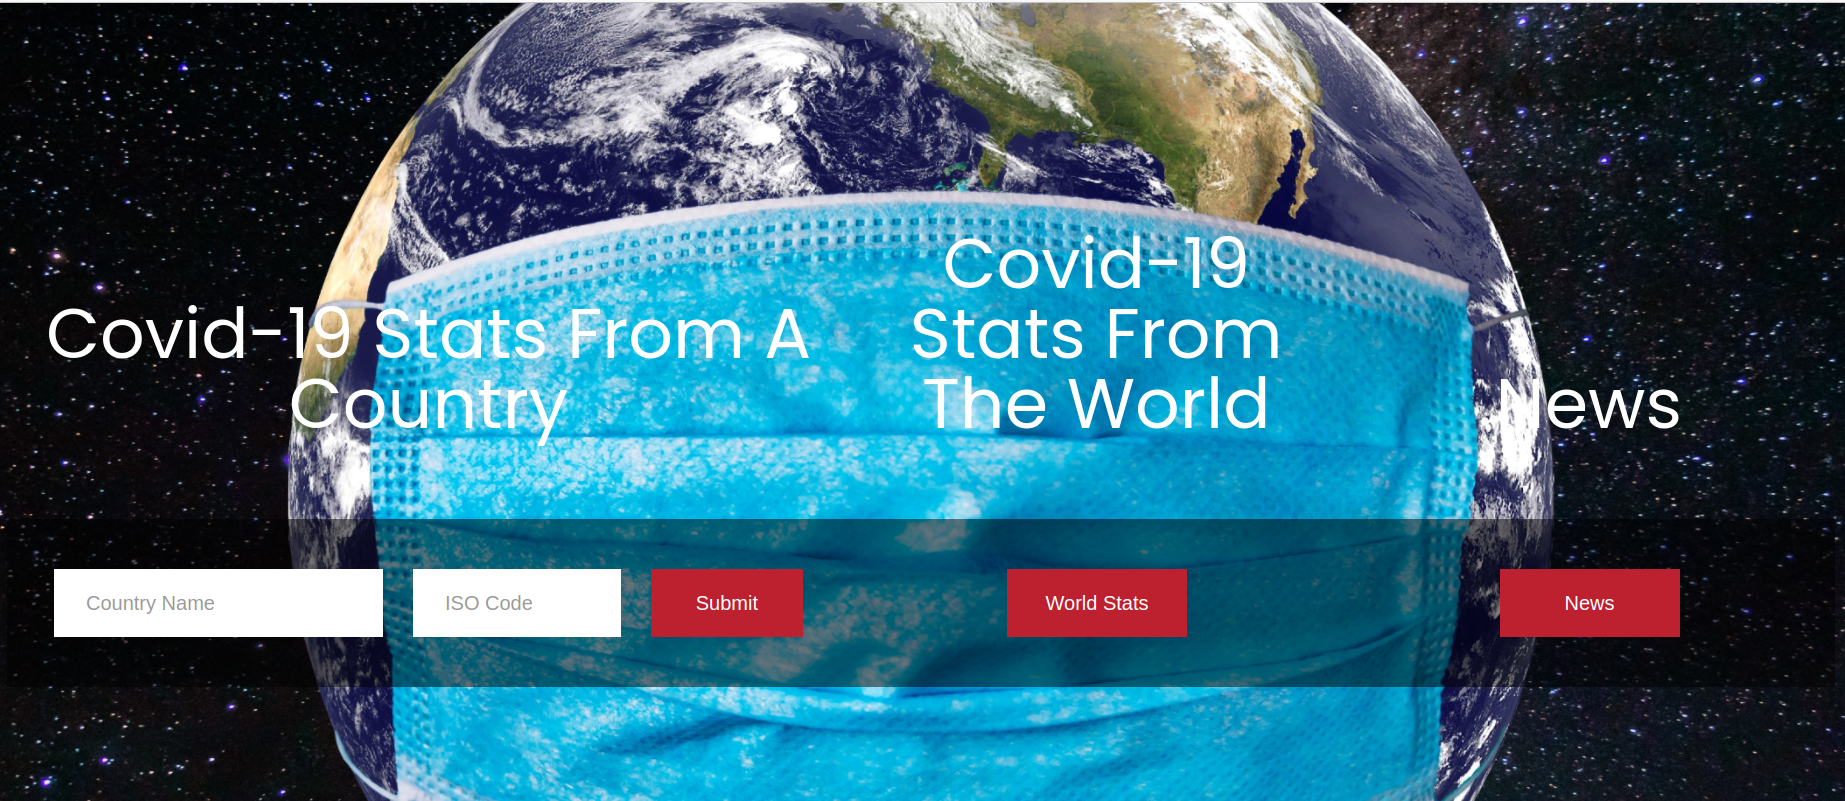 Covid-19 Stats From A
Country
Covid-19
Stats From
The World
News
Country Name
ISO Code
Submit
World Stats
News